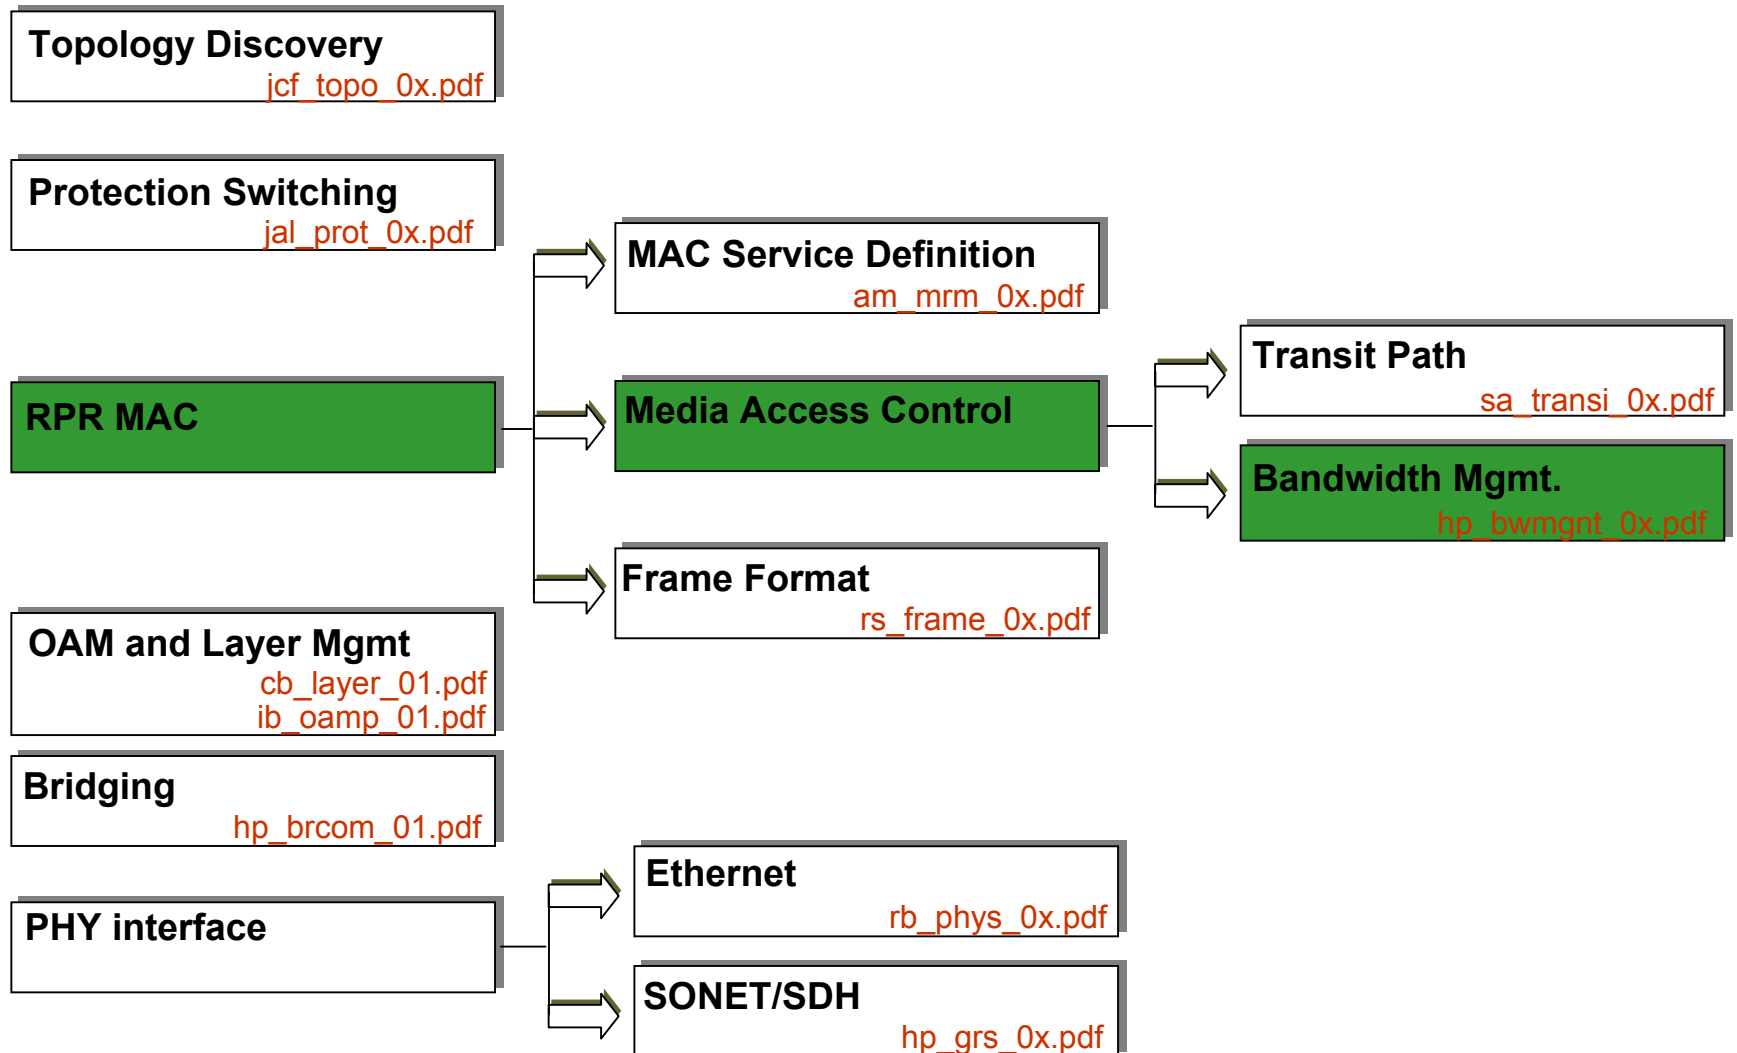 Topology Discovery
jcf_topo_0x.pdf
Protection Switching
jal_prot_0x.pdf
MAC Service Definition
am_mrm_0x.pdf
Transit Path
sa_transi_0x.pdf
RPR MAC
Media Access Control
Bandwidth Mgmt.
hp_bwmgnt_0x.pdf
Frame Format
rs_frame_0x.pdf
OAM and Layer Mgmt
cb_layer_01.pdf
ib_oamp_01.pdf
Bridging
hp_brcom_01.pdf
Ethernet
rb_phys_0x.pdf
PHY interface
SONET/SDH
hp_grs_0x.pdf